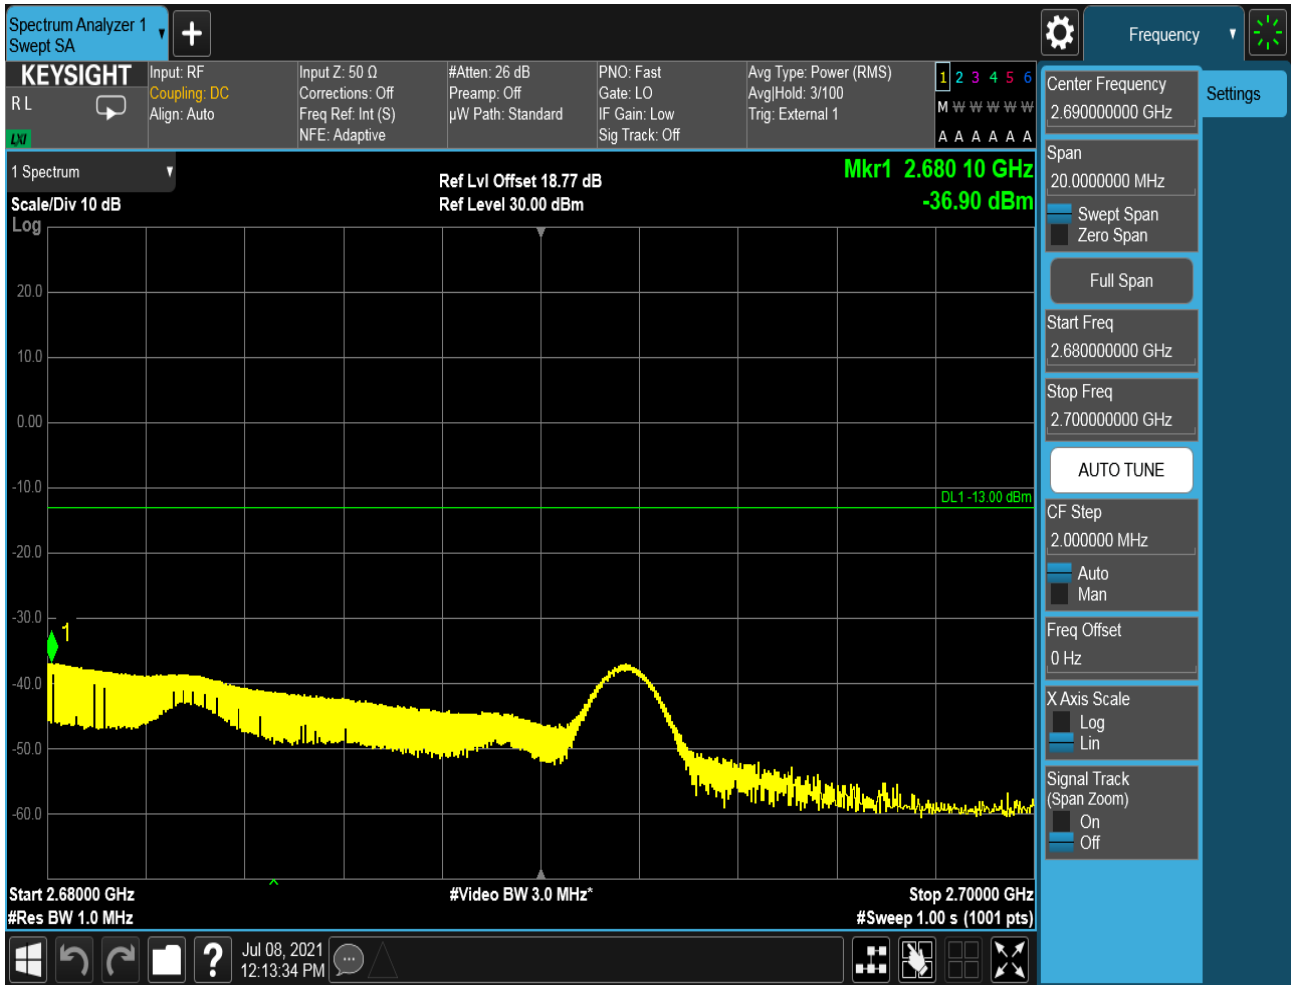 Spectrum Analyzer 1
Swept SA
Frequency
KEYSIGHT
R L
LXI
Input: RF
Coupling: DC
Align: Auto
Input Z: 50 Ω
Corrections: Off
Freq Ref: Int (S)
NFE: Adaptive
#Atten: 26 dB
Preamp: Off
µW Path: Standard
PNO: Fast
Gate: LO
IF Gain: Low
Sig Track: Off
Avg Type: Power (RMS)
Avg|Hold: 3/100
Trig: External 1
1 2 3 4 5 6
M W W W W W
A A A A A A
1 Spectrum
Scale/Div 10 dB
Log
Ref Lvl Offset 18.77 dB
Ref Level 30.00 dBm
Mkr1 2.680 10 GHz
-36.90 dBm
20.0
10.0
0.00
-10.0
-20.0
-30.0
-40.0
-50.0
-60.0
DL1 -13.00 dBm
1
Start 2.68000 GHz
#Res BW 1.0 MHz
#Video BW 3.0 MHz*
Stop 2.70000 GHz
#Sweep 1.00 s (1001 pts)
Jul 08, 2021
12:13:34 PM
Center Frequency
2.690000000 GHz
Settings
Span
20.0000000 MHz
Swept Span
Zero Span
Full Span
Start Freq
2.680000000 GHz
Stop Freq
2.700000000 GHz
AUTO TUNE
CF Step
2.000000 MHz
Auto
Man
Freq Offset
0 Hz
X Axis Scale
Log
Lin
Signal Track
(Span Zoom)
On
Off